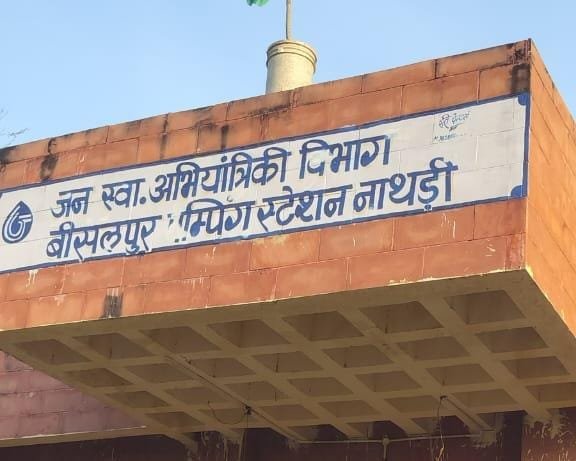 जन स्वा. अभियांत्रिकी विभाग
बीसलपुर म्पिंग स्टेशन नाथड़ी